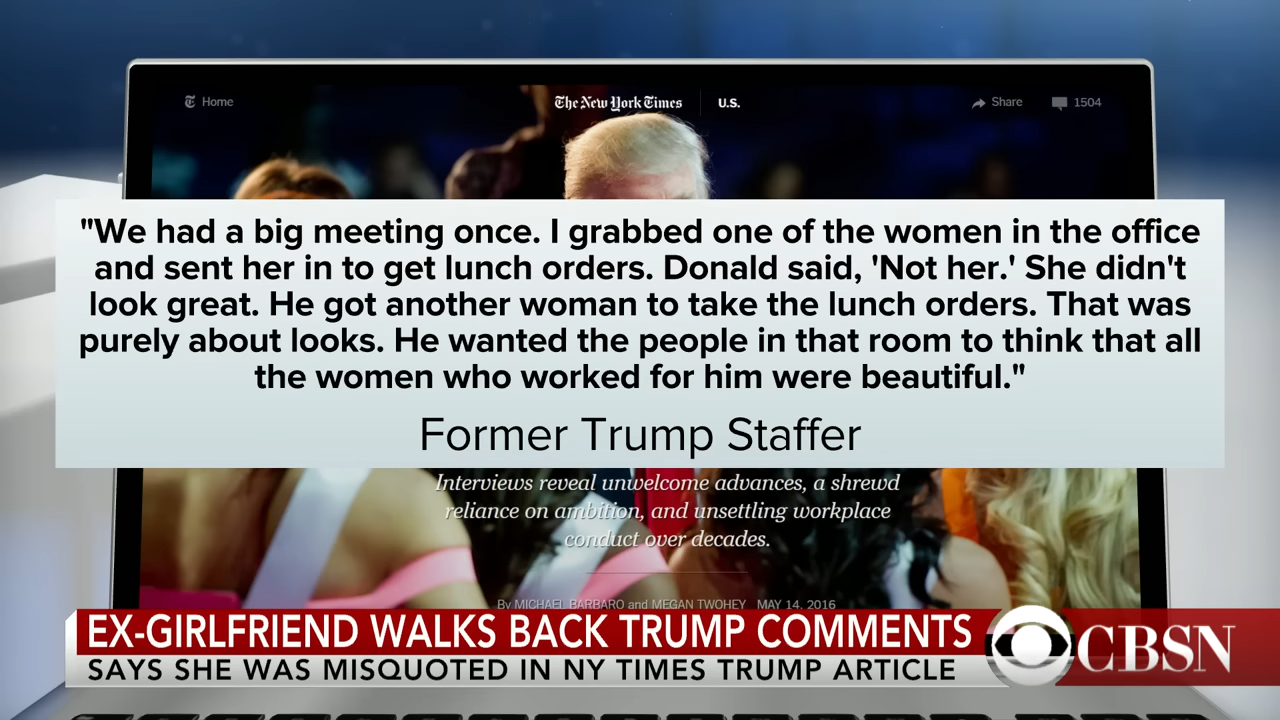 Home
The New York Times
U.S.
Share
1504
"We had a big meeting once. I grabbed one of the women in the office
and sent her in to get lunch orders. Donald said, 'Not her.' She didn't
look great. He got another woman to take the lunch orders. That was
purely about looks. He wanted the people in that room to think that all
the women who worked for him were beautiful."
Former Trump Staffer
Interviews reveal unwelcome advances, a shrewd
reliance on ambition, and unsettling workplace
conduct over decades.
By MICHAEL BARBARO and MEGAN TWOHEY MAY 14, 2016
EX-GIRLFRIEND WALKS BACK TRUMP COMMENTS
SAYS SHE WAS MISQUOTED IN NY TIMES TRUMP ARTICLE
CBSN